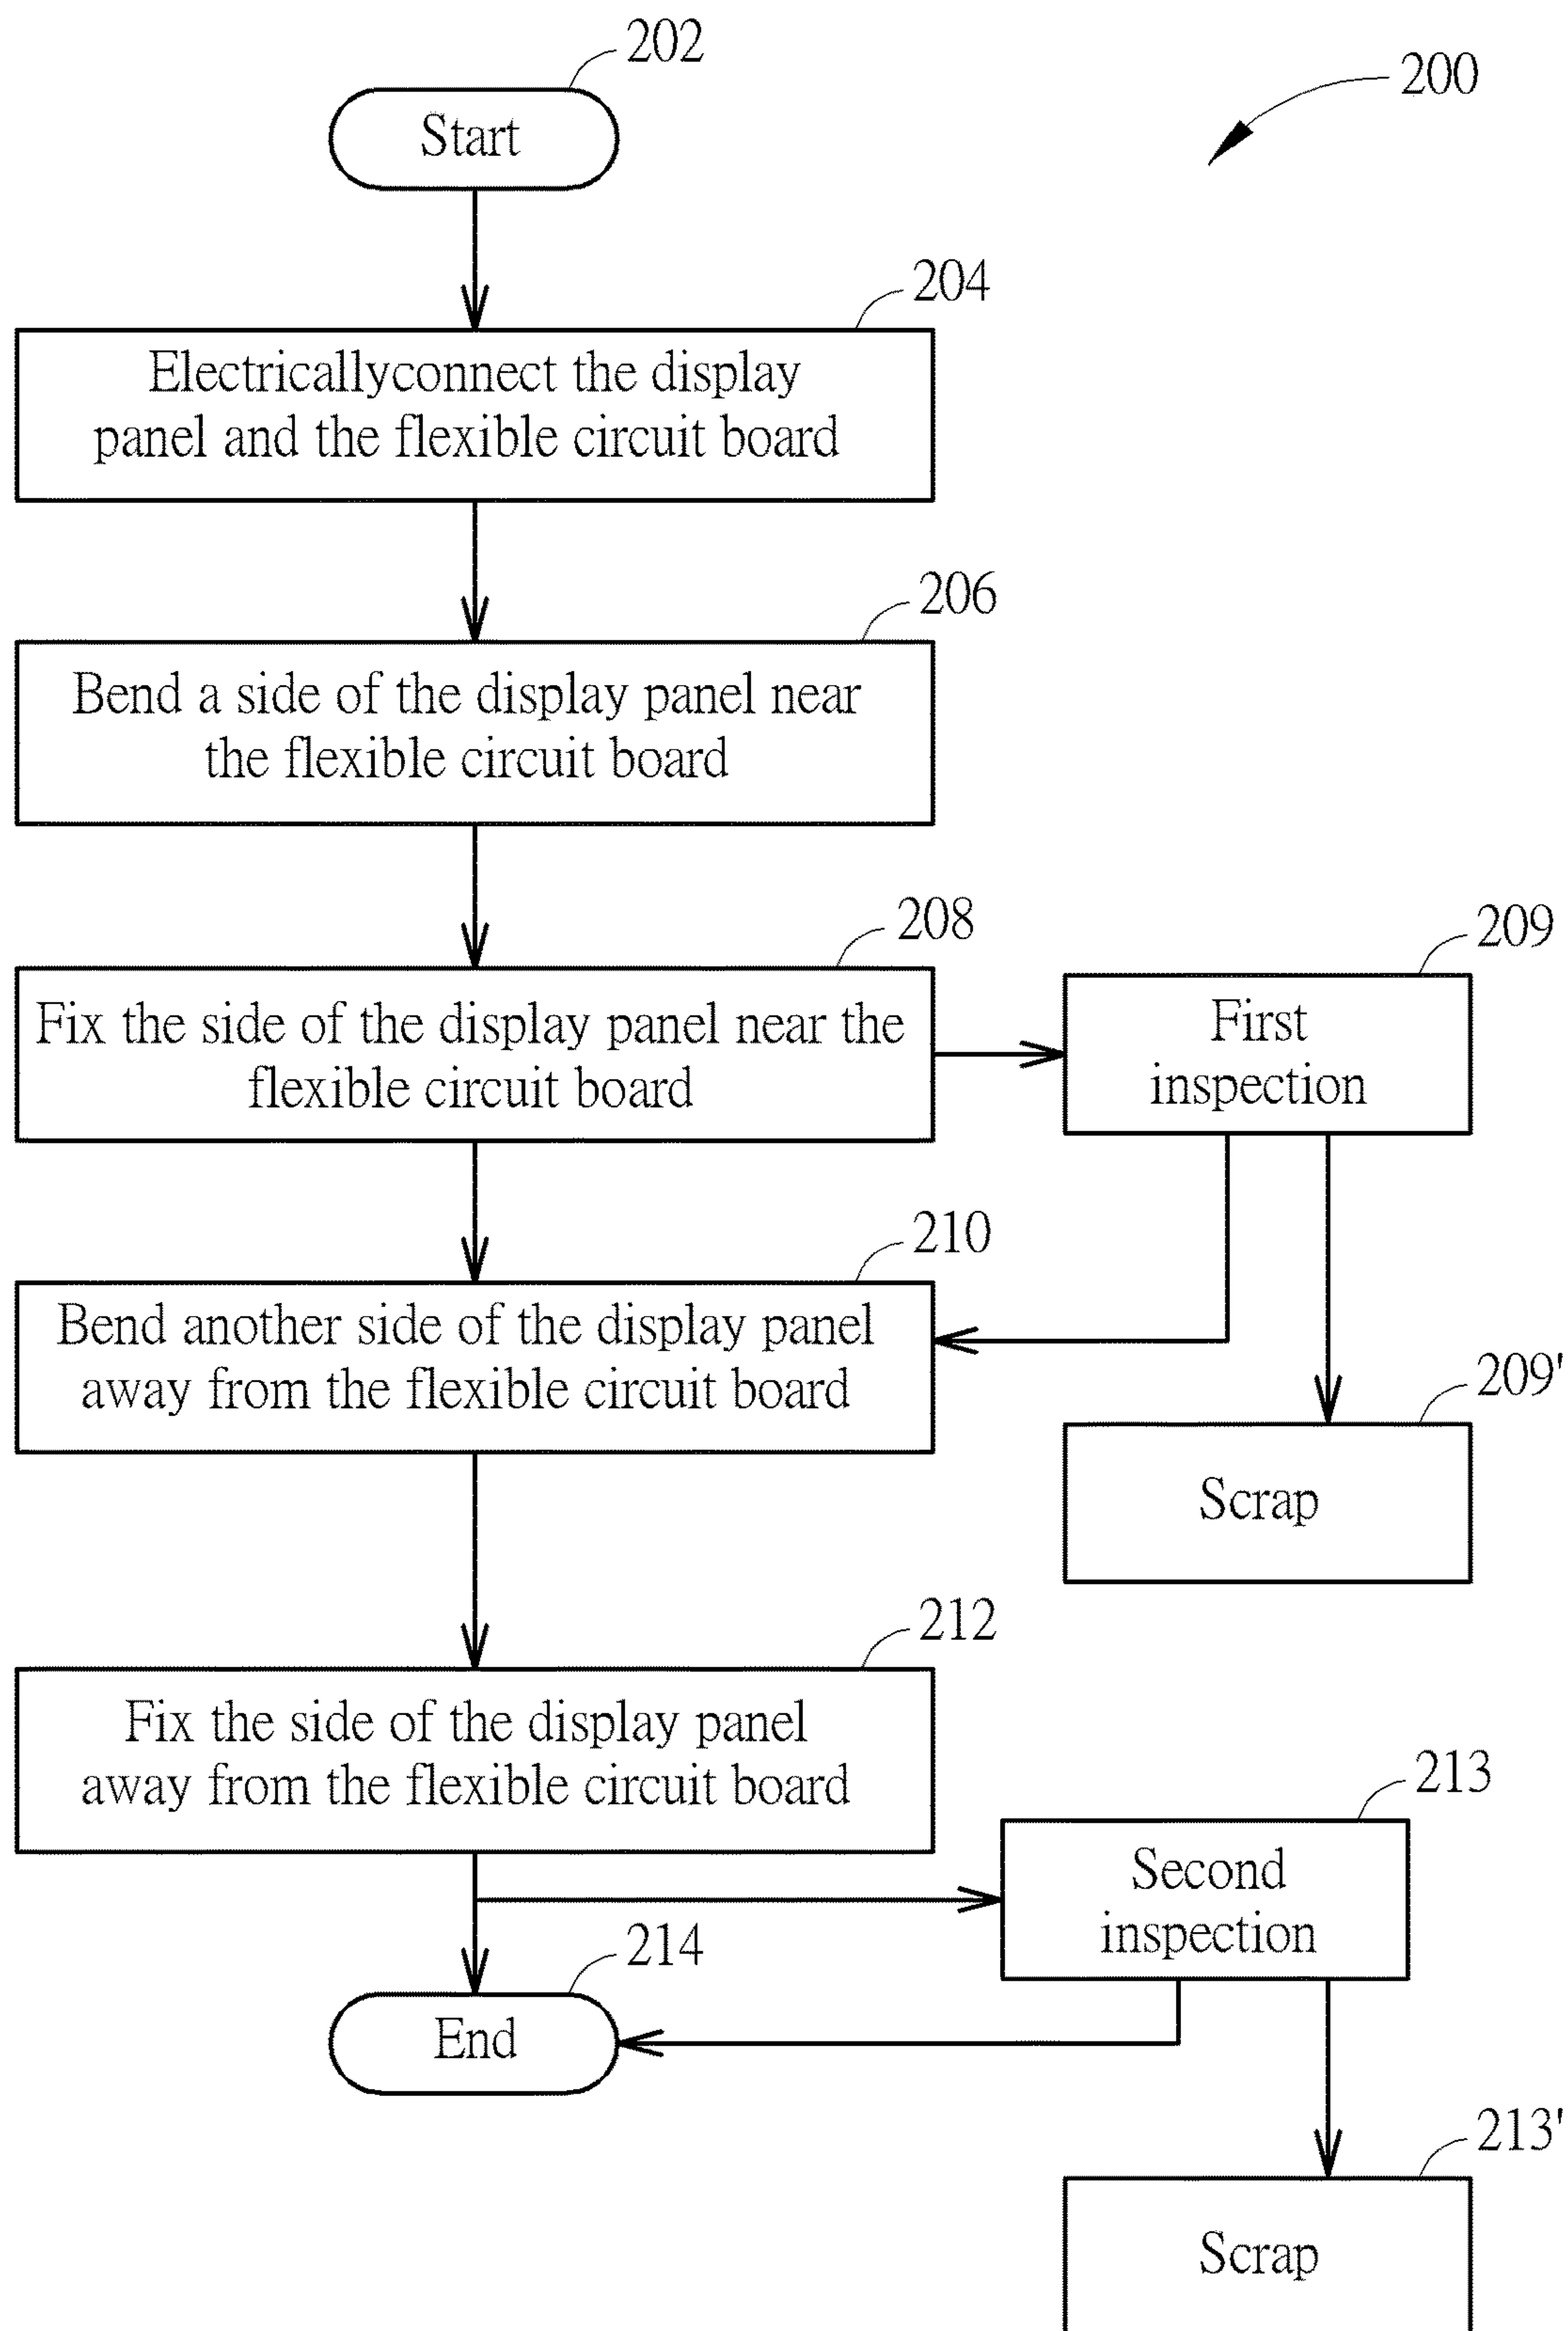 202
200
Start
204
Electricallyconnect the display
panel and the flexible circuit board
206
Bend a side of the display panel near
the flexible circuit board
208
209
Fix the side of the display panel near the
flexible circuit board
First
inspection
210
Bend another side of the display panel
away from the flexible circuit board
209'
Scrap
212
Fix the side of the display panel
away from the flexible circuit board
213
Second
inspection
214
End
213'
Scrap